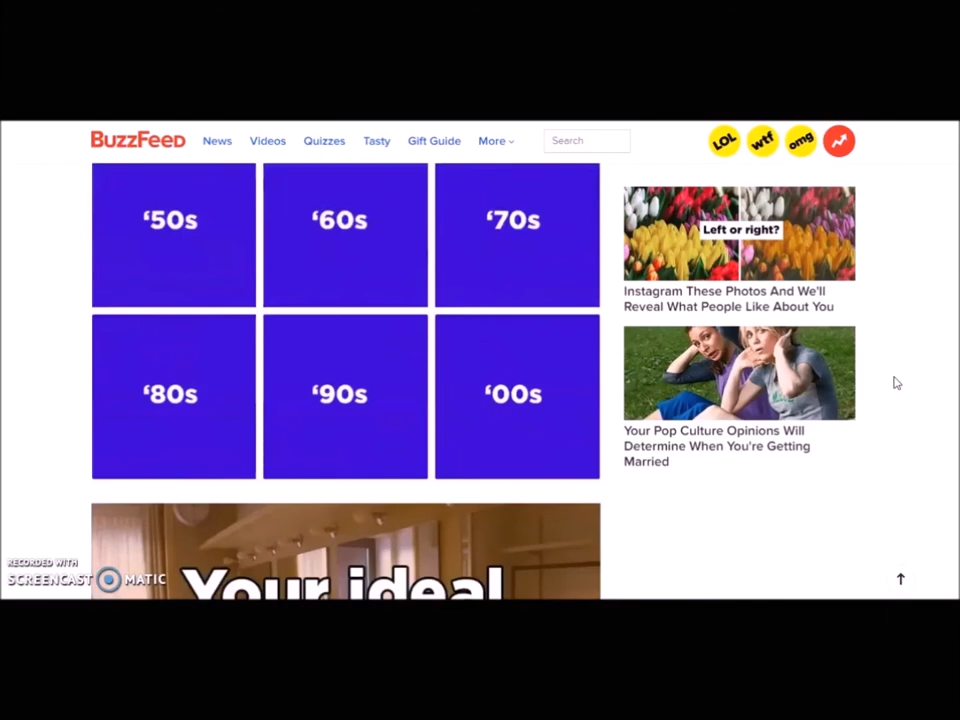 BuzzFeed News Videos Quizzes Tasty Gift Guide More Search LOL wtf omg
‘50s ‘60s ‘70s
Left or right?
Instagram These Photos And We'll
Reveal What People Like About You
‘80s ‘90s ‘00s
Your Pop Culture Opinions Will
Determine When You're Getting
Married
Your ideal
RECORDED WITH
SCREENCAST MATIC